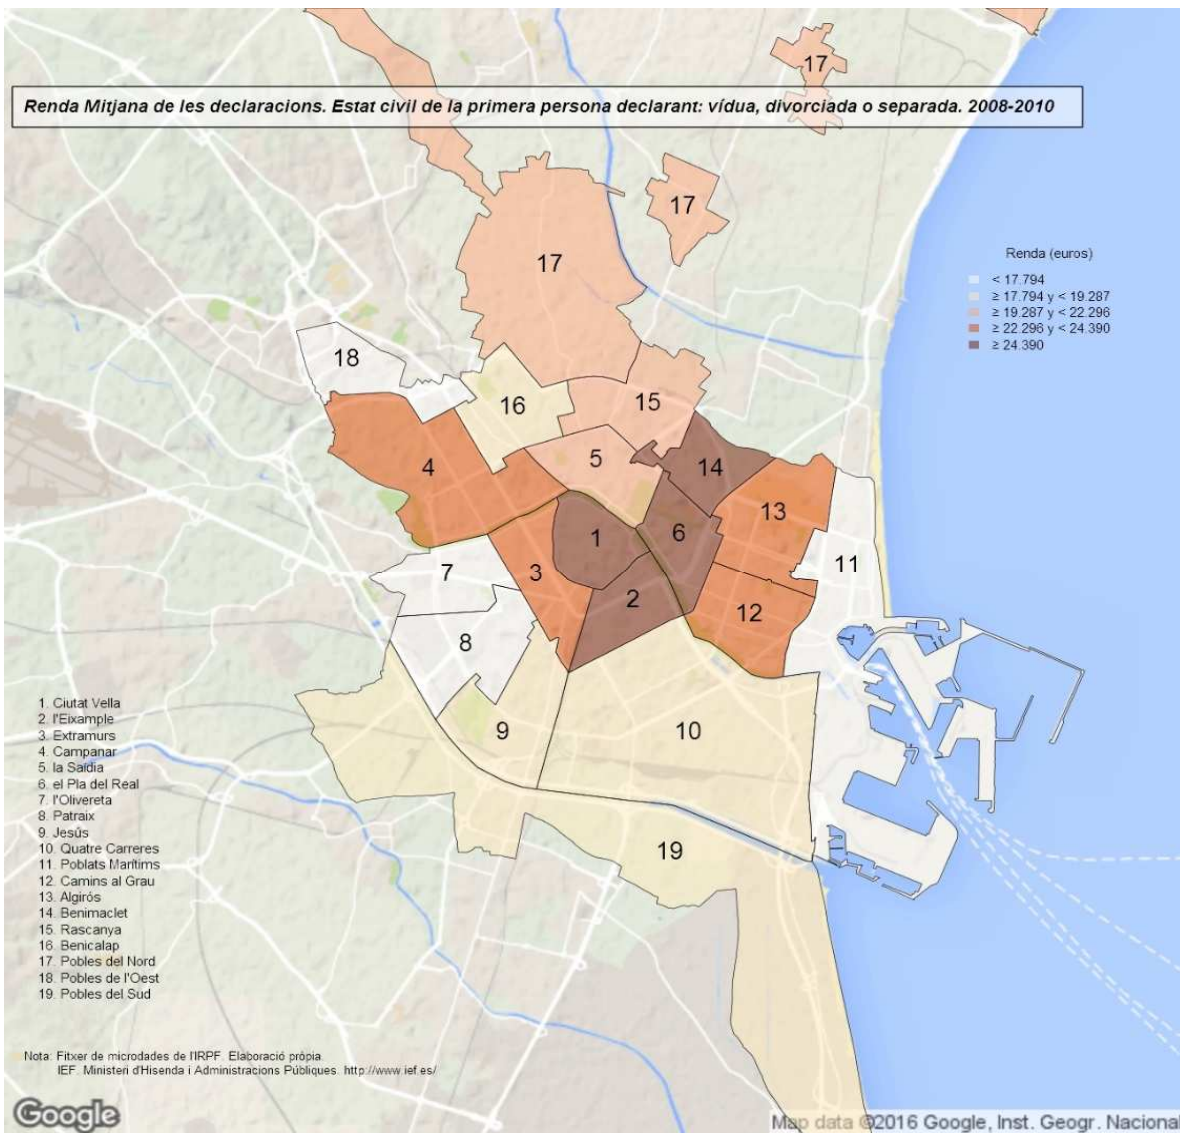 17
Renda Mitjana de les declaracions. Estat civil de la primera persona declarant: vídua, divorciada o separada. 2008-2010
17
17
Renda (euros)
< 17.794
≥ 17.794 y < 19.287
≥ 19.287 y < 22.296
≥ 22.296 y < 24.390
≥ 24.390
18
16
15
4
5
14
13
1
6
11
7
3
2
12
8
9
10
19
1. Ciutat Vella
2. l'Eixample
3. Extramurs
4. Campanar
5. la Saïdia
6. el Pla del Real
7. l'Olivereta
8. Patraix
9. Jesús
10. Quatre Carreres
11. Poblats Marítims
12. Camins al Grau
13. Algirós
14. Benimaclet
15. Rascanya
16. Benicalap
17. Pobles del Nord
18. Pobles de l'Oest
19. Pobles del Sud
Nota: Fitxer de microdades de l'IRPF. Elaboració pròpia.
IEF. Ministeri d'Hisenda i Administracions Públiques. http://www.ief.es/
Google
Map data ©2016 Google, Inst. Geogr. Nacional